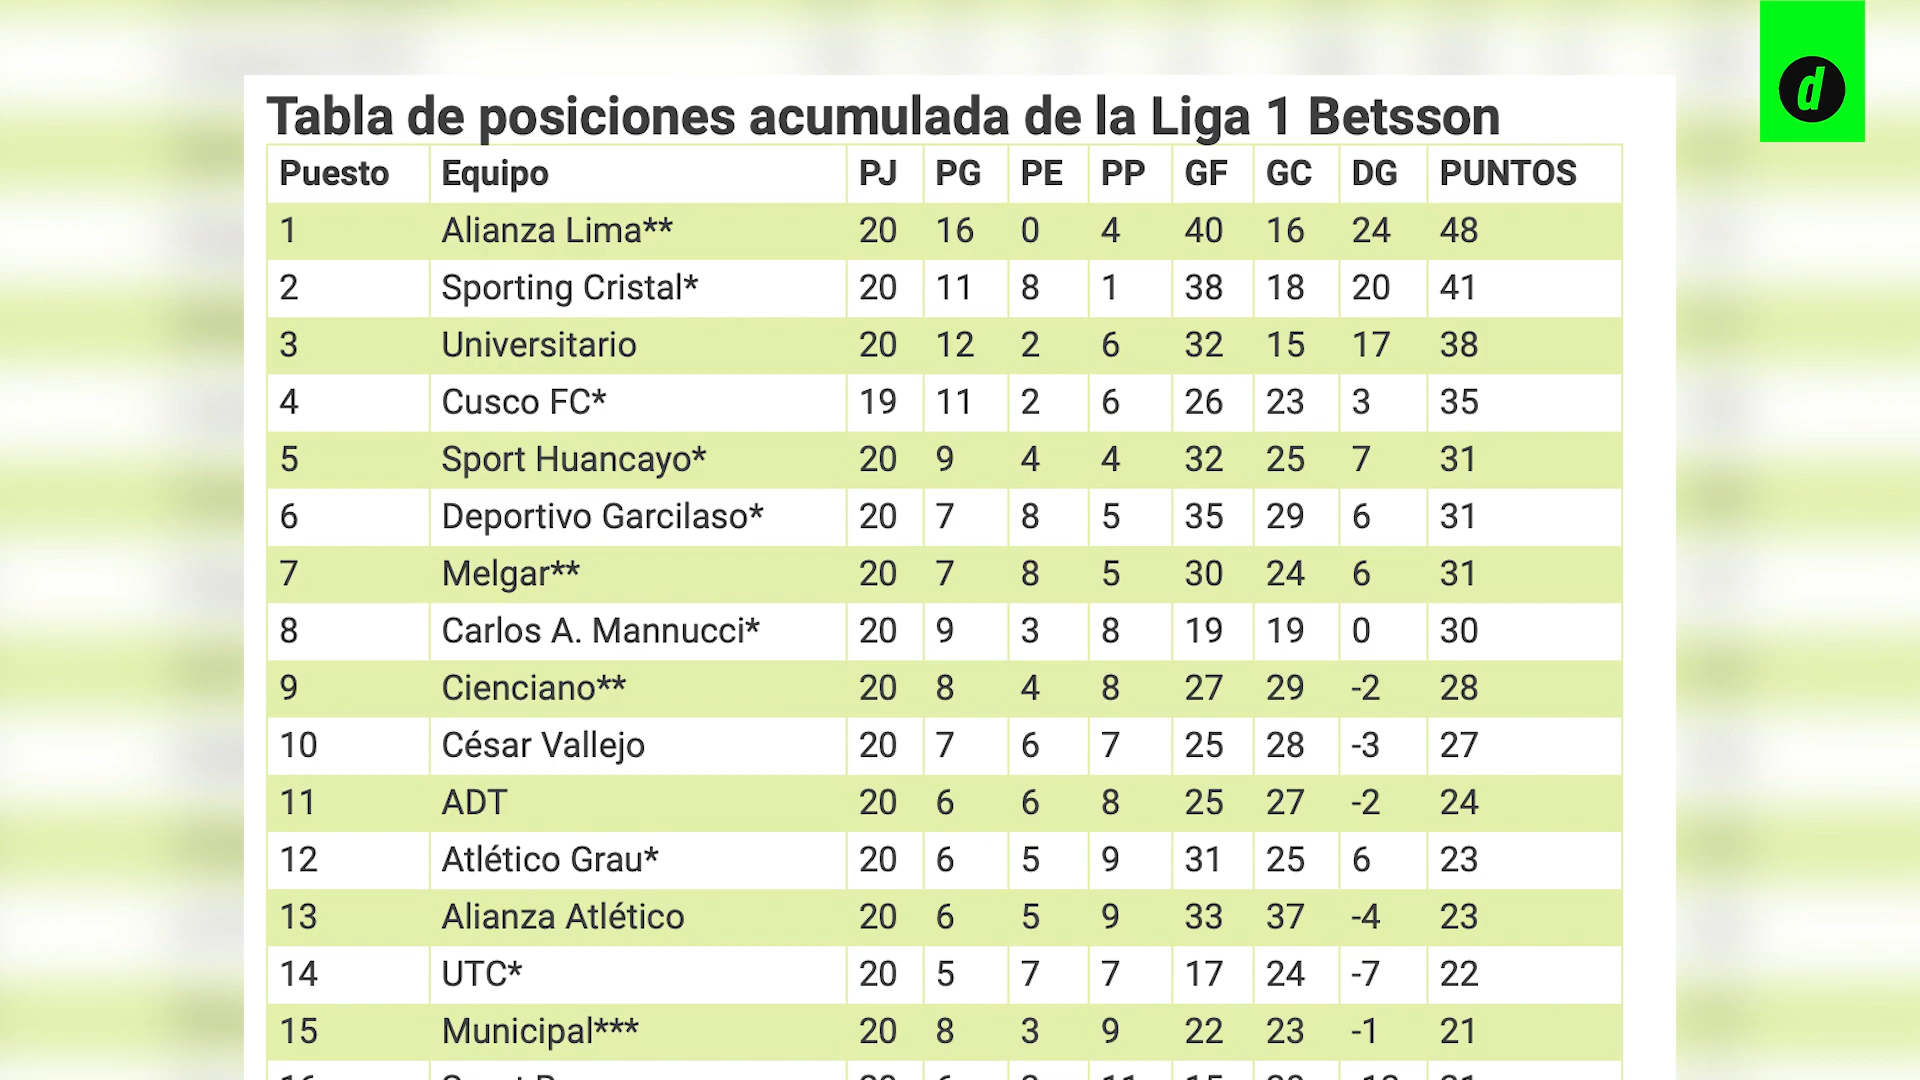 d
Tabla de posiciones acumulada de la Liga 1 Betsson
Puesto Equipo PJ PG PE PP GF GC DG PUNTOS
1 Alianza Lima** 20 16 0 4 40 16 24 48
2 Sporting Cristal* 20 11 8 1 38 18 20 41
3 Universitario 20 12 2 6 32 15 17 38
4 Cusco FC* 19 11 2 6 26 23 3 35
5 Sport Huancayo* 20 9 4 4 32 25 7 31
6 Deportivo Garcilaso* 20 7 8 5 35 29 6 31
7 Melgar** 20 7 8 5 30 24 6 31
8 Carlos A. Mannucci* 20 9 3 8 19 19 0 30
9 Cienciano** 20 8 4 8 27 29 -2 28
10 César Vallejo 20 7 6 7 25 28 -3 27
11 ADT 20 6 6 8 25 27 -2 24
12 Atlético Grau* 20 6 5 9 31 25 6 23
13 Alianza Atlético 20 6 5 9 33 37 -4 23
14 UTC* 20 5 7 7 17 24 -7 22
15 Municipal*** 20 8 3 9 22 23 -1 21